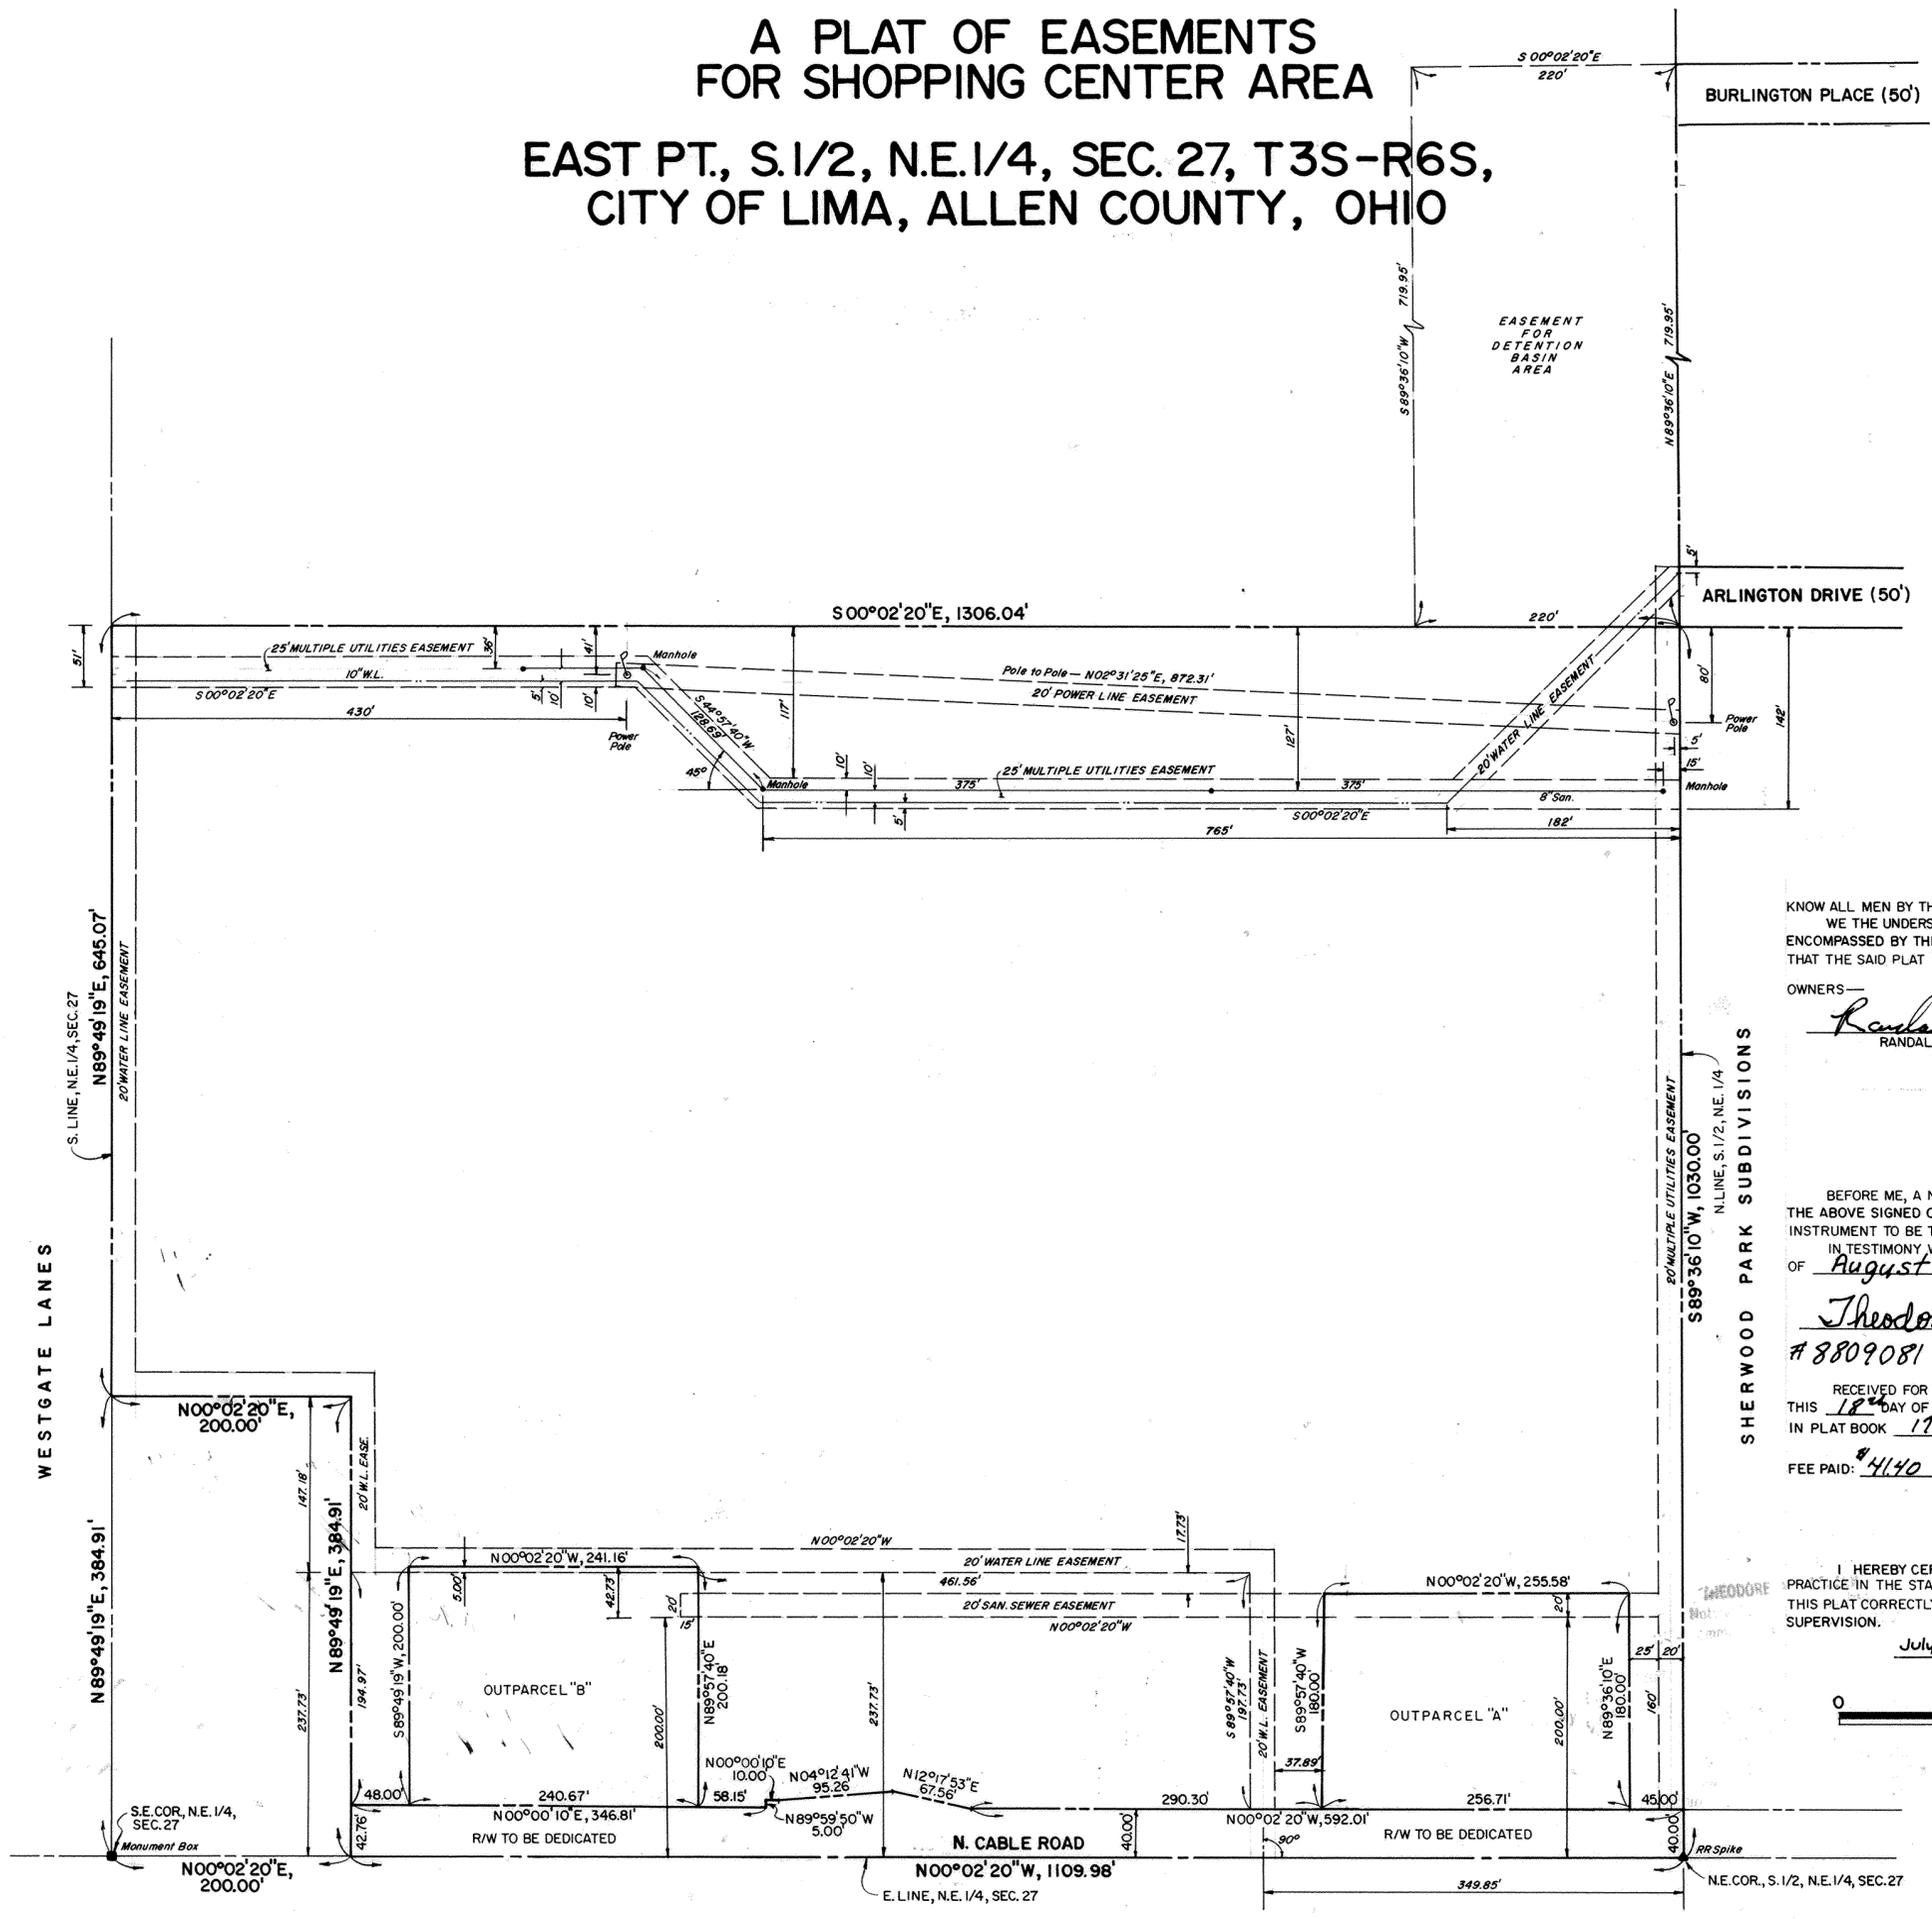 A PLAT OF EASEMENTS
FOR SHOPPING CENTER AREA
EAST PT., S.1/2, N.E.1/4, SEC. 27, T3S-R6S,
CITY OF LIMA, ALLEN COUNTY, OHIO
S 00°02'20"E
220'
BURLINGTON PLACE (50')
S 89°36'10"W 719.95'
EASEMENT
FOR
DETENTION
BASIN
AREA
N89°36'10"E 719.95'
5'
ARLINGTON DRIVE (50')
S 00°02'20"E, 1306.04'
220'
51'
25' MULTIPLE UTILITIES EASEMENT
36'
41'
Manhole
10" W.L.
S 00°02'20"E
5'
10'
10'
430'
Power
Pole
S 44°57'40"W
128.69'
45°
Manhole
117'
Pole to Pole — N02°31'25"E, 872.31'
20' POWER LINE EASEMENT
127'
20' WATER LINE EASEMENT
80'
Power
Pole
142'
5'
15'
Manhole
10'
10'
375'
25' MULTIPLE UTILITIES EASEMENT
375'
8" San.
5'
S 00°02'20"E
765'
182'
S. LINE, N.E.1/4, SEC. 27
N89°49'19"E, 645.07'
20' WATER LINE EASEMENT
WESTGATE LANES
20' MULTIPLE UTILITIES EASEMENT
S 89°36'10"W, 1030.00'
N.LINE, S.1/2, N.E. 1/4
SHERWOOD PARK SUBDIVISIONS
KNOW ALL MEN BY
WE THE
ENCOMPASSED BY
THAT THE SAID PLAT
OWNERS—
BEFORE ME, A
THE ABOVE SIGNED
INSTRUMENT TO BE
IN TESTIMONY
OF August
# 8809081
RECEIVED FOR
THIS 18th DAY OF
IN PLAT BOOK 17
FEE PAID: $41.40
I HEREBY
PRACTICE IN THE
THEODORE
THIS PLAT CORRECTLY
SUPERVISION.
July
0
N00°02'20"E,
200.00'
147.18'
N89°49'19"E, 384.91'
N89°49'19"E, 384.91'
20' W.L. EASE.
237.73'
194.97'
N00°02'20"W
N00°02'20"W, 241.16'
20' WATER LINE EASEMENT
17.73'
461.56'
5.00'
42.73'
20'
15'
20' SAN. SEWER EASEMENT
N00°02'20"W
N00°02'20"W, 255.58'
20'
S89°49'19"W, 200.00'
OUTPARCEL "B"
N89°57'40"E
200.18'
200.00'
237.73'
S 89°57'40"W
197.73'
20' W.L. EASEMENT
S89°57'40"W
180.00'
OUTPARCEL "A"
200.00'
N89°36'10"E
180.00'
25'
20'
160'
37.89'
N00°00'10"E
10.00'
N04°12'41"W
95.26
N12°17'53"E
67.56'
48.00'
240.67'
58.15'
290.30'
256.71'
45.00'
N00°00'10"E, 346.81'
N89°59'50"W
5.00'
N00°02'20"W, 592.01'
S.E.COR., N.E.1/4,
SEC. 27
Monument Box
42.76'
R/W TO BE DEDICATED
N. CABLE ROAD
40.00'
90°
R/W TO BE DEDICATED
40.00'
RR Spike
N00°02'20"E,
200.00'
N00°02'20"W, 1109.98'
E. LINE, N.E.1/4, SEC. 27
349.85'
N.E.COR., S.1/2, N.E.1/4, SEC.27